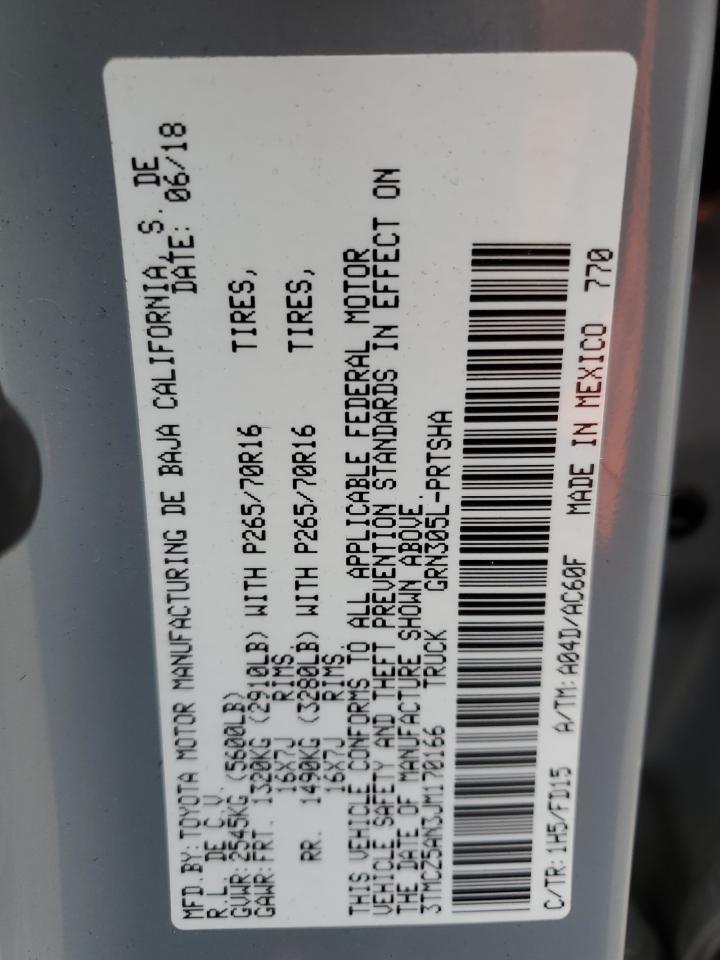 MFD.BY:TOYOTA MOTOR MANUFACTURING DE BAJA CALIFORNIA,S. DE
R.L. DE C.V. DATE: 06/18
GVWR:2545KG (5600LB)
GAWR:FRT. 1320KG (2910LB) WITH P265/70R16 TIRES,
16X7J RIMS.
RR. 1490KG (3280LB) WITH P265/70R16 TIRES,
16X7J RIMS.
THIS VEHICLE CONFORMS TO ALL APPLICABLE FEDERAL MOTOR
VEHICLE SAFETY AND THEFT PREVENTION STANDARDS IN EFFECT ON
THE DATE OF MANUFACTURE SHOWN ABOVE.
3TMCZ5AN3JM170166 TRUCK GRN305L-PRTSHA
C/TR:1H5/FD15 A/TM:A04D/AC60F MADE IN MEXICO 770